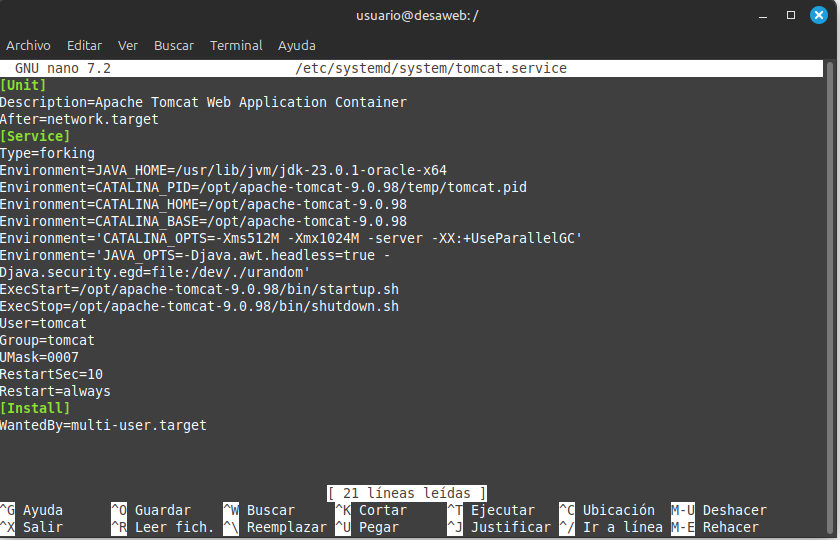 usuario@desaweb: /
Archivo Editar Ver Buscar Terminal Ayuda
GNU nano 7.2 /etc/systemd/system/tomcat.service
[Unit]
Description=Apache Tomcat Web Application Container
After=network.target
[Service]
Type=forking
Environment=JAVA_HOME=/usr/lib/jvm/jdk-23.0.1-oracle-x64
Environment=CATALINA_PID=/opt/apache-tomcat-9.0.98/temp/tomcat.pid
Environment=CATALINA_HOME=/opt/apache-tomcat-9.0.98
Environment=CATALINA_BASE=/opt/apache-tomcat-9.0.98
Environment='CATALINA_OPTS=-Xms512M -Xmx1024M -server -XX:+UseParallelGC'
Environment='JAVA_OPTS=-Djava.awt.headless=true -
Djava.security.egd=file:/dev/./urandom'
ExecStart=/opt/apache-tomcat-9.0.98/bin/startup.sh
ExecStop=/opt/apache-tomcat-9.0.98/bin/shutdown.sh
User=tomcat
Group=tomcat
UMask=0007
RestartSec=10
Restart=always
[Install]
WantedBy=multi-user.target
[ 21 líneas leídas ]
^G Ayuda ^O Guardar ^W Buscar ^K Cortar ^T Ejecutar ^C Ubicación M-U Deshacer
^X Salir ^R Leer fich. ^\ Reemplazar ^U Pegar ^J Justificar ^/ Ir a línea M-E Rehacer